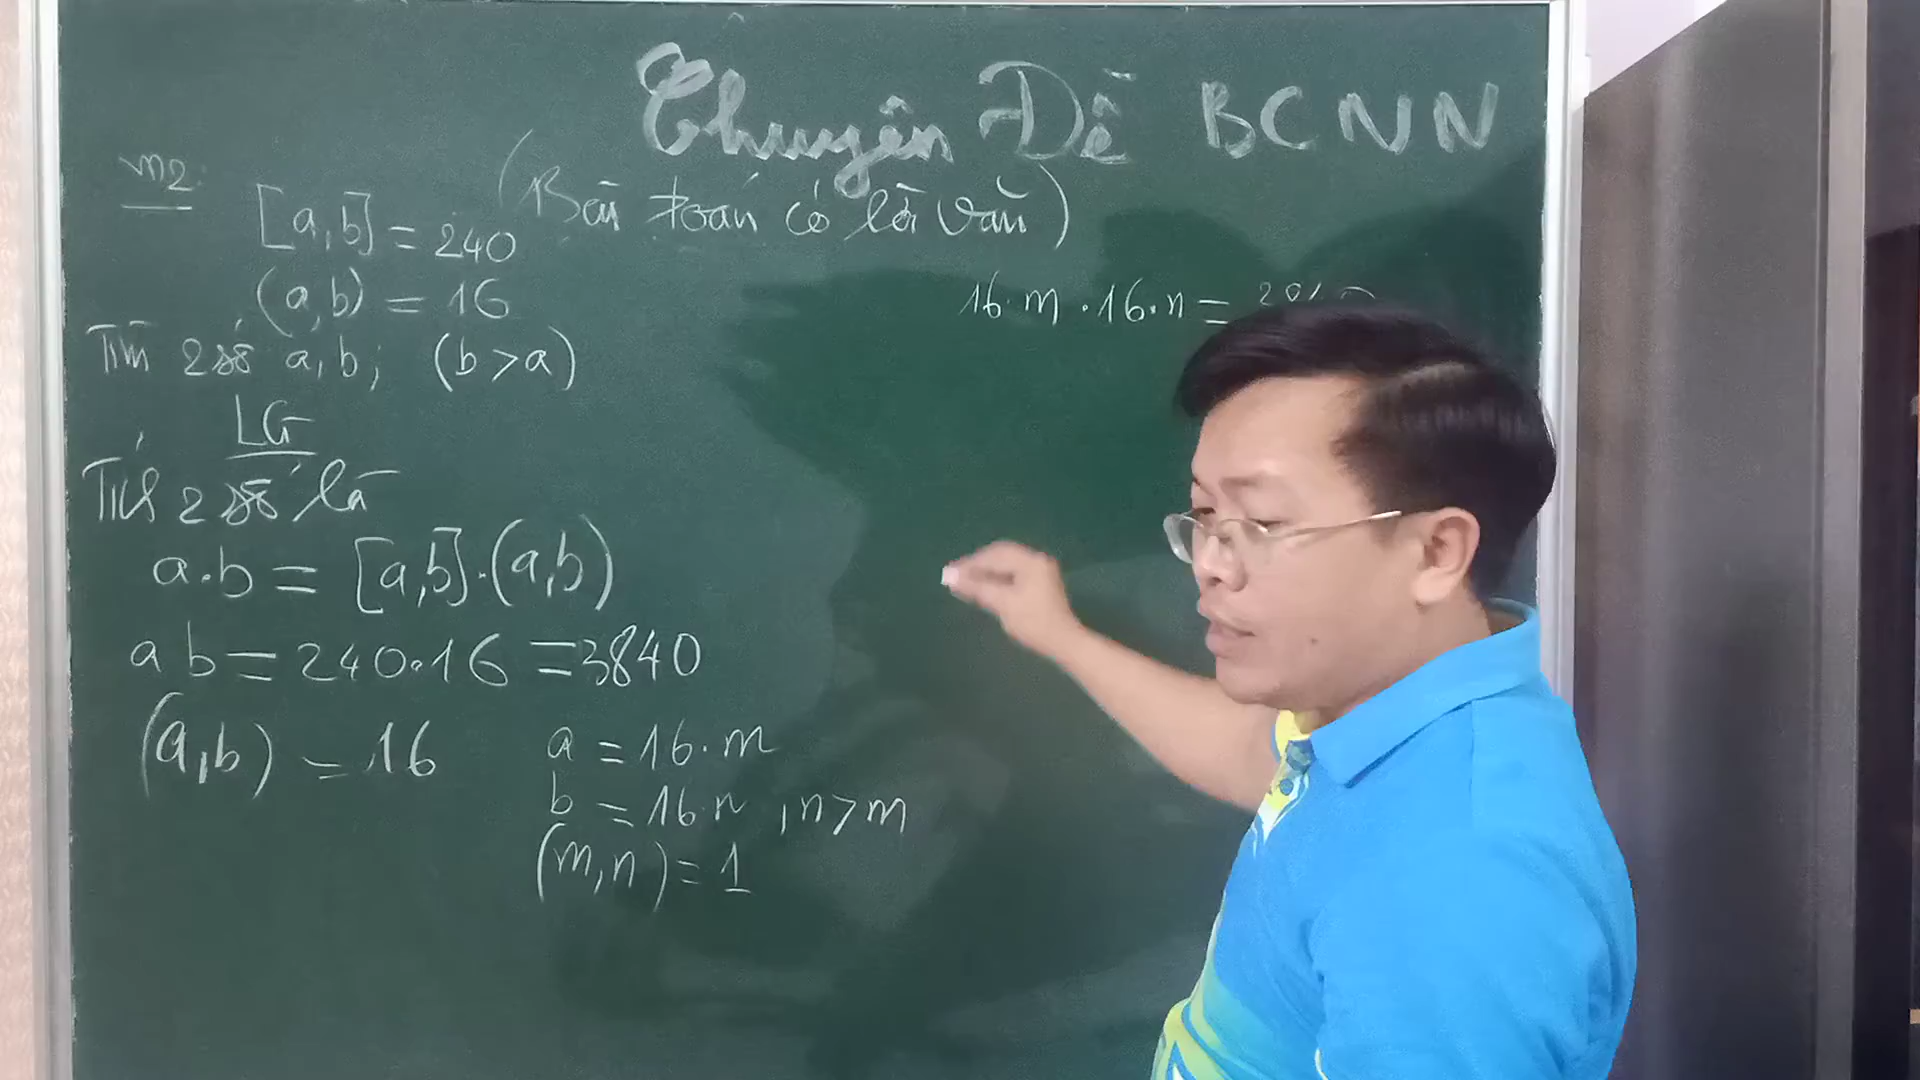 Chuyên Đề BCNN
(Bài toán có lời văn)
m2:
[a,b] = 240
(a,b) = 16
Tìm 2 số a,b; (b>a)
LG
Tích 2 số là
a.b = [a,b].(a,b)
a b = 240.16 = 3840
(a,b) = 16
a = 16.m
b = 16.n , n>m
(m,n) = 1
16.m.16.n =